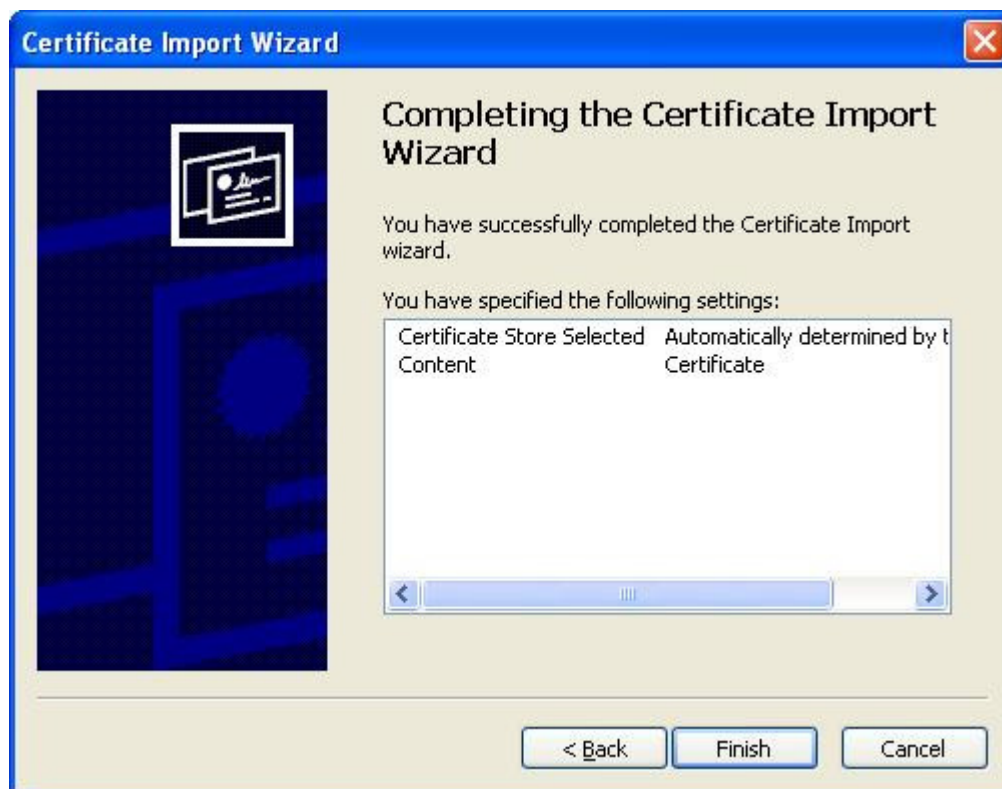 Certificate Import Wizard
Completing the Certificate Import
Wizard
You have successfully completed the Certificate Import
wizard.
You have specified the following settings:
Certificate Store Selected Automatically determined by t
Content Certificate
< Back Finish Cancel